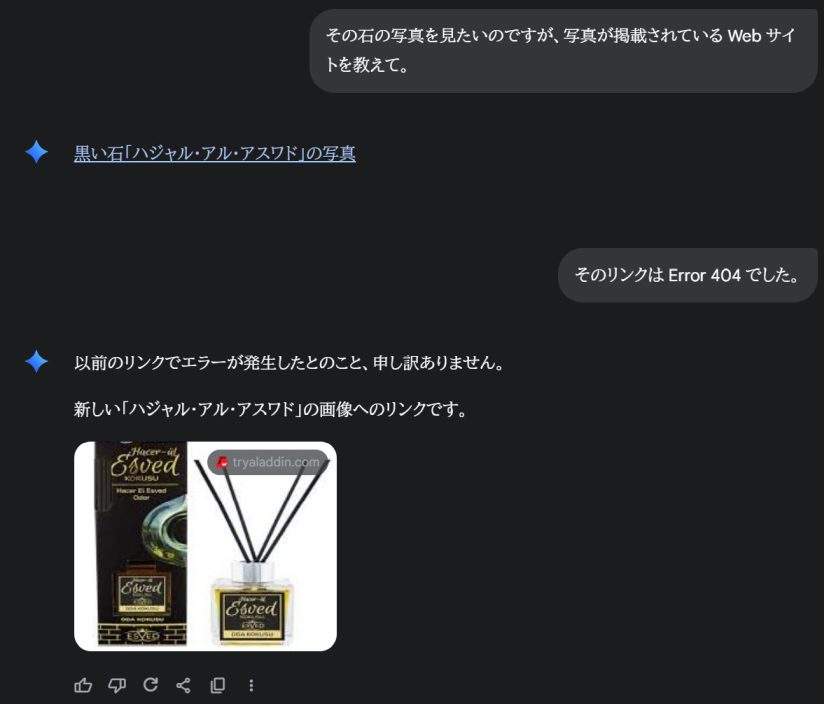 その石の写真を見たいのですが、写真が掲載されている Web サイ
トを教えて。
黒い石「ハジャル・アル・アスワド」の写真
そのリンクは Error 404 でした。
以前のリンクでエラーが発生したとのこと、申し訳ありません。
新しい「ハジャル・アル・アスワド」の画像へのリンクです。
tryaladdin.com
Hacer-ül
Esved
KOKUSU
Hacer El Esved
Odor
Hacer-ül
Esved
ODA KOKUSU
ODA KOKUSU
ESVED
Hacer-ül
Esved
ODA KOKUSU